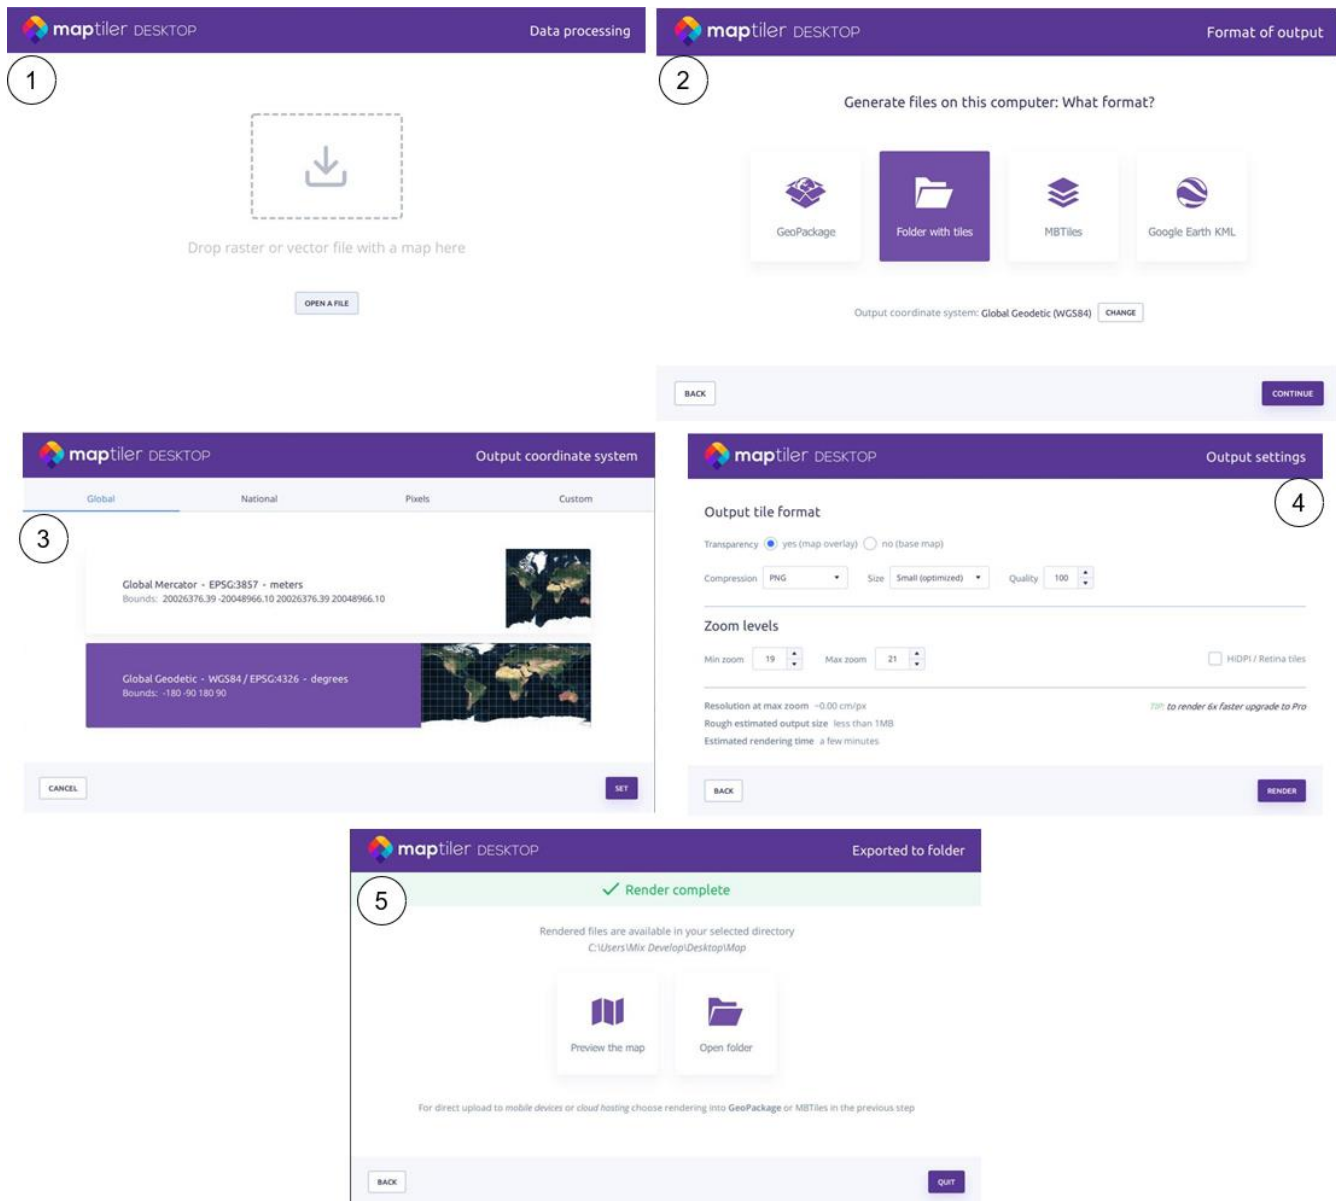 maptiler DESKTOP
Data processing
1
Drop raster or vector file with a map here
OPEN A FILE
maptiler DESKTOP
Format of output
2
Generate files on this computer: What format?
GeoPackage
Folder with tiles
MBTiles
Google Earth KML
Output coordinate system: Global Geodetic (WGS84) CHANGE
BACK
CONTINUE
maptiler DESKTOP
Output coordinate system
Global
National
Pixels
Custom
3
Global Mercator - EPSG:3857 - meters
Bounds: 20026376.39 -20048966.10 20026376.39 20048966.10
Global Geodetic - WGS84 / EPSG:4326 - degrees
Bounds: -180 -90 180 90
CANCEL
SET
maptiler DESKTOP
Output settings
4
Output tile format
Transparency yes (map overlay) no (base map)
Compression PNG Size Small (optimized) Quality 100
Zoom levels
Min zoom 19 Max zoom 21 HiDPI / Retina tiles
Resolution at max zoom ~0.00 cm/px
TIP: to render 6x faster upgrade to Pro
Rough estimated output size less than 1MB
Estimated rendering time a few minutes
BACK
RENDER
maptiler DESKTOP
Exported to folder
5
Render complete
Rendered files are available in your selected directory
C:\Users\Mix Develop\Desktop\Map
Preview the map
Open folder
For direct upload to mobile devices or cloud hosting choose rendering into GeoPackage or MBTiles in the previous step
BACK
QUIT